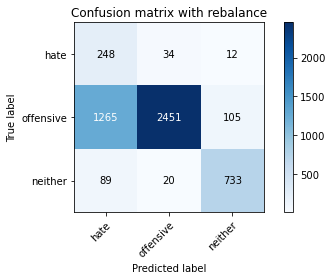 Confusion matrix with rebalance
True label
hate 248 34 12
offensive 1265 2451 105
neither 89 20 733
hate offensive neither
Predicted label
2000
1500
1000
500